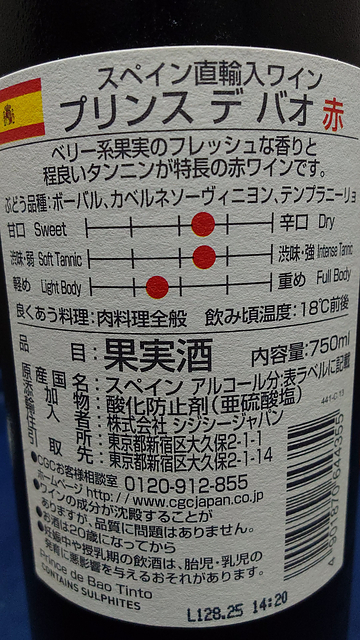 スペイン直輸入ワイン
プリンス デ バオ 赤
ベリー系果実のフレッシュな香りと
程良いタンニンが特長の赤ワインです。
ぶどう品種:ボーバル、カベルネソーヴィニヨン、テンプラニーリョ
甘口 Sweet 辛口 Dry
渋味・弱 Soft Tannic 渋味・強 Intense Tannic
軽め Light Body 重め Full Body
良くあう料理:肉料理全般 飲み頃温度:18℃前後
品目:果実酒 内容量:750ml
原産国名:スペイン アルコール分:表ラベルに記載
添加物:酸化防止剤(亜硫酸塩)
輸入者:株式会社 シジシージャパン
住所:東京都新宿区大久保2-1-1
引取先:東京都新宿区大久保2-1-14
●CGCお客様相談室 0120-912-855
ホームページ http://www.cgcjapan.co.jp
●ワインの成分が沈殿することが
ありますが、品質に問題はありません。
●お酒は20歳になってから
●妊娠中や授乳期の飲酒は、胎児・乳児の
発育に悪影響を与えるおそれがあります。
Prince de Bao Tinto
CONTAINS SULPHITES
L128.25 14:20